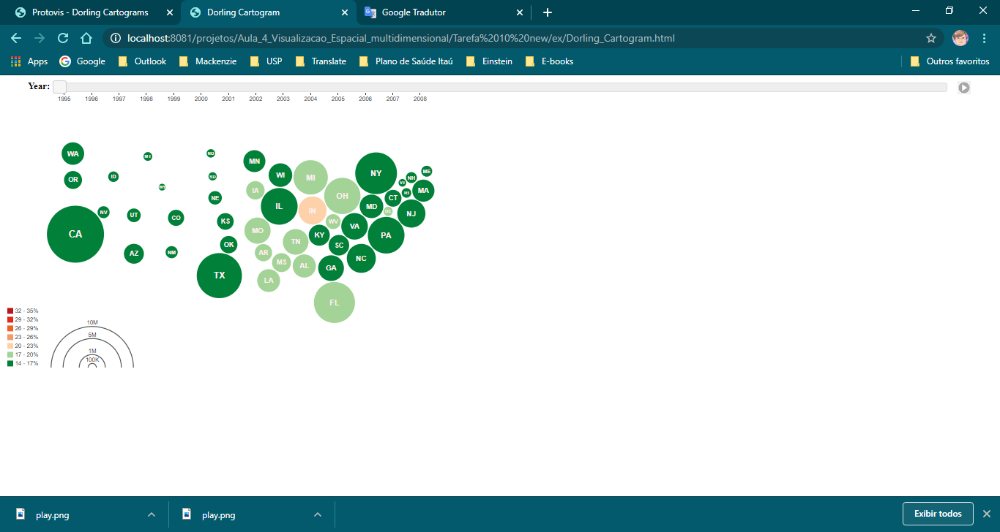 Protovis - Dorling Cartograms
Dorling Cartogram
Google Tradutor
localhost:8081/projetos/Aula_4_Visualizacao_Espacial_multidimensional/Tarefa%2010%20new/ex/Dorling_Cartogram.html
Apps Google Outlook Mackenzie USP Translate Plano de Saúde Itaú Einstein E-books Outros favoritos
Year:
1995 1996 1997 1998 1999 2000 2001 2002 2003 2004 2005 2006 2007 2008
WA ND MN NY ME
OR ID WI MI NH
WY NE IA IL OH CT MA
NV UT CO KS IN MD NJ
WV DE
CA MO KY VA PA
AZ NM OK TN SC
AR MS AL GA NC
TX LA FL
32 - 35%
29 - 32%
26 - 29%
23 - 26%
20 - 23%
17 - 20%
14 - 17%
10M
5M
1M
100K
play.png
play.png
Exibir todos